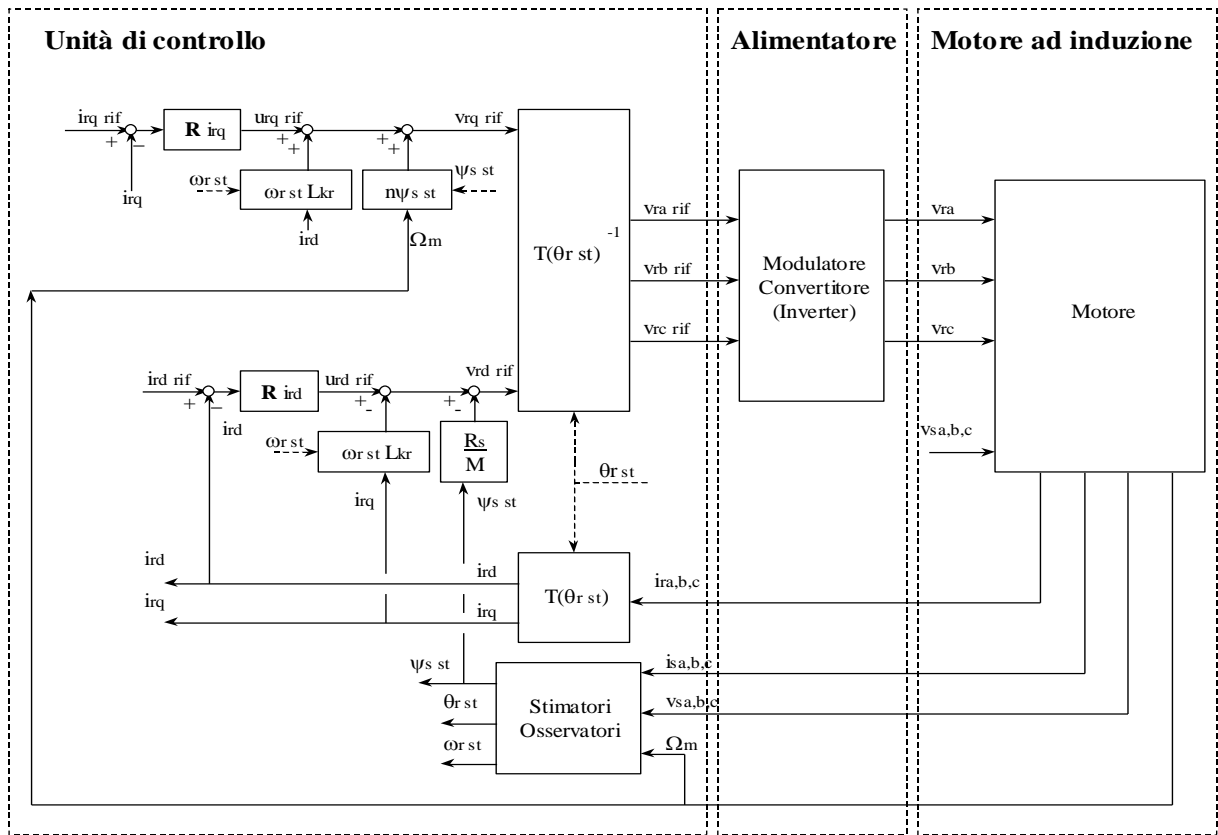 Unità di controllo
Alimentatore
Motore ad induzione
irq rif
+
−
irq
R irq
urq rif
+
+
ωr st
ωr st Lkr
ird
+
+
nψs st
ψs st
Ωm
vrq rif
T(θr st)
-1
vra rif
vrb rif
vrc rif
Modulatore
Convertitore
(Inverter)
vra
vrb
vrc
Motore
vsa,b,c
ird rif
+
−
ird
R ird
urd rif
+
-
ωr st
ωr st Lkr
irq
+
-
Rs
M
ψs st
vrd rif
θr st
ird
irq
ird
irq
T(θr st)
ira,b,c
ψs st
θr st
ωr st
Stimatori
Osservatori
isa,b,c
vsa,b,c
Ωm